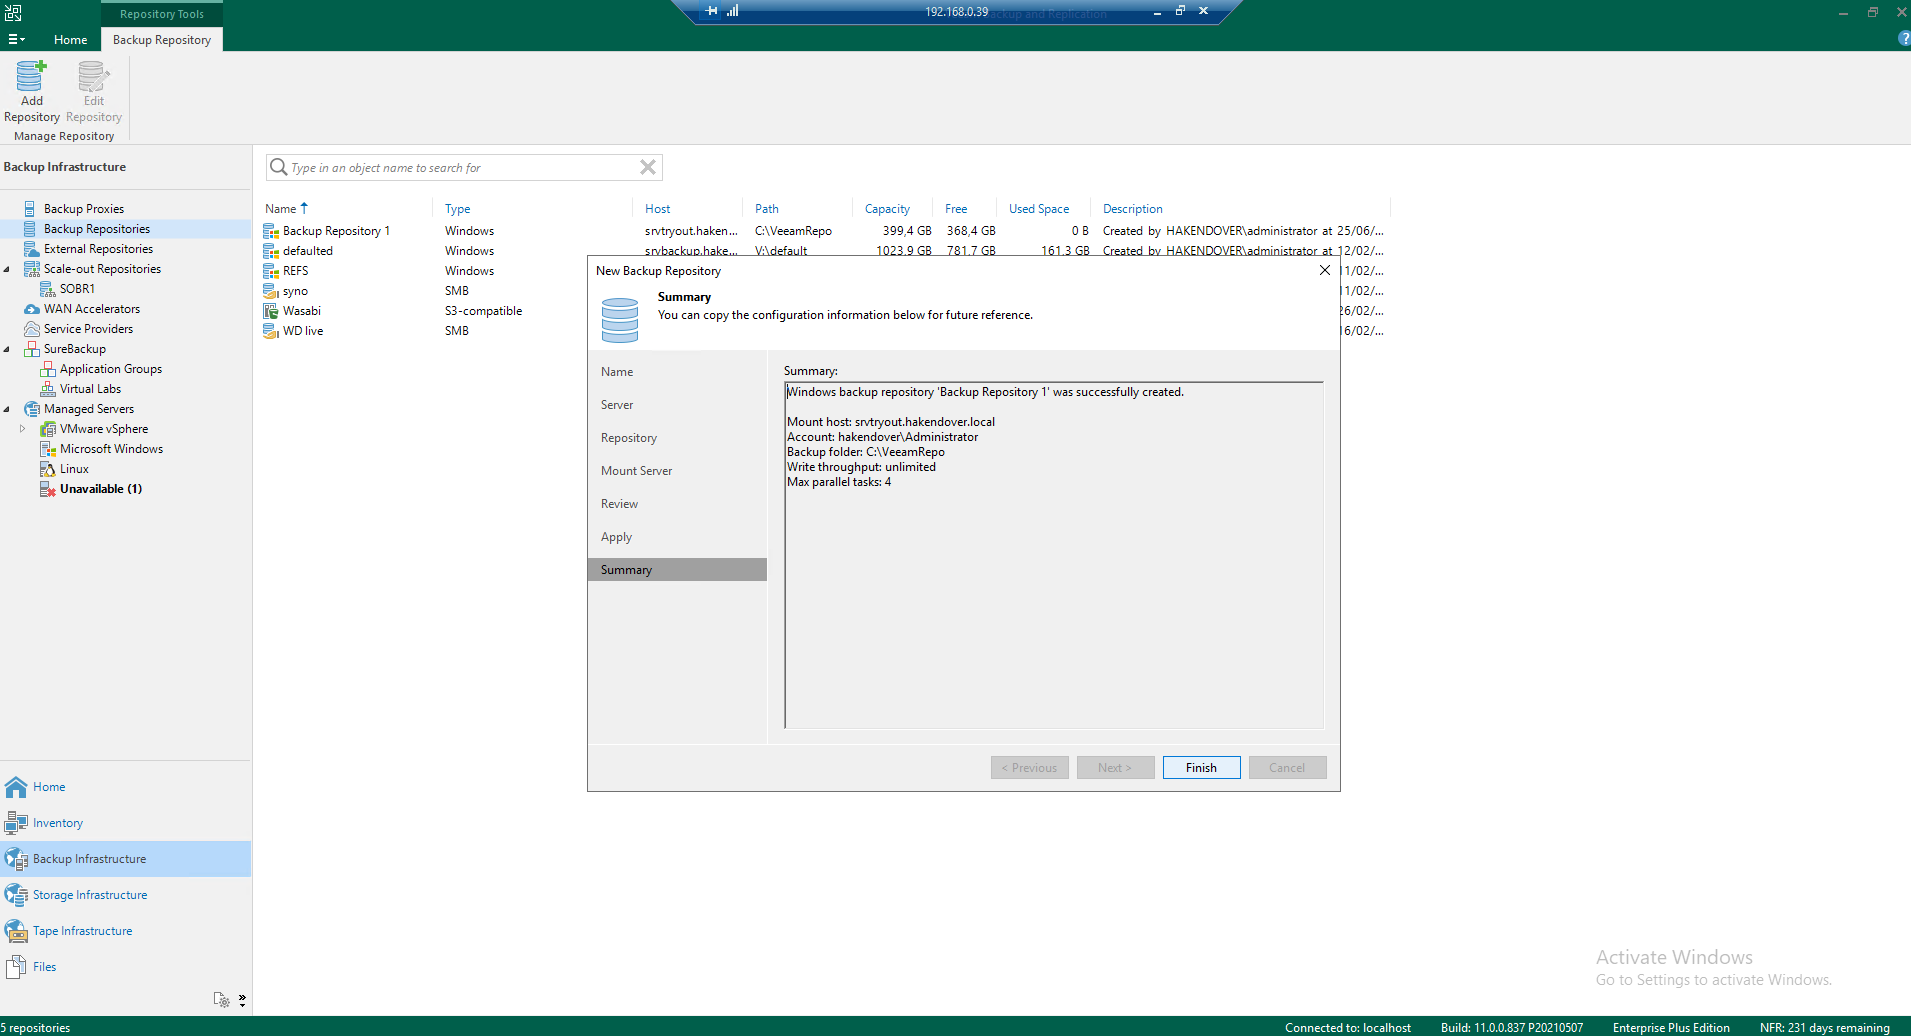 Repository Tools
192.168.0.39
Backup and Replication
Home
Backup Repository
Add
Repository
Edit
Repository
Manage Repository
Backup Infrastructure
Type in an object name to search for
Backup Proxies
Backup Repositories
External Repositories
Scale-out Repositories
SOBR1
WAN Accelerators
Service Providers
SureBackup
Application Groups
Virtual Labs
Managed Servers
VMware vSphere
Microsoft Windows
Linux
Unavailable (1)
Name Type Host Path Capacity Free Used Space Description
Backup Repository 1 Windows srvtryout.haken... C:\VeeamRepo 399,4 GB 368,4 GB 0 B Created by HAKENDOVER\administrator at 25/06/...
defaulted Windows srvbackup.hake... V:\default 1023,9 GB 781,7 GB 161,3 GB Created by HAKENDOVER\administrator at 12/02/...
REFS Windows 11/02/...
syno SMB 11/02/...
Wasabi S3-compatible 26/02/...
WD live SMB 16/02/...
New Backup Repository
Summary
You can copy the configuration information below for future reference.
Name
Server
Repository
Mount Server
Review
Apply
Summary
Summary:
Windows backup repository 'Backup Repository 1' was successfully created.
Mount host: srvtryout.hakendover.local
Account: hakendover\Administrator
Backup folder: C:\VeeamRepo
Write throughput: unlimited
Max parallel tasks: 4
< Previous
Next >
Finish
Cancel
Home
Inventory
Backup Infrastructure
Storage Infrastructure
Tape Infrastructure
Files
Activate Windows
Go to Settings to activate Windows.
5 repositories
Connected to: localhost
Build: 11.0.0.837 P20210507
Enterprise Plus Edition
NFR: 231 days remaining